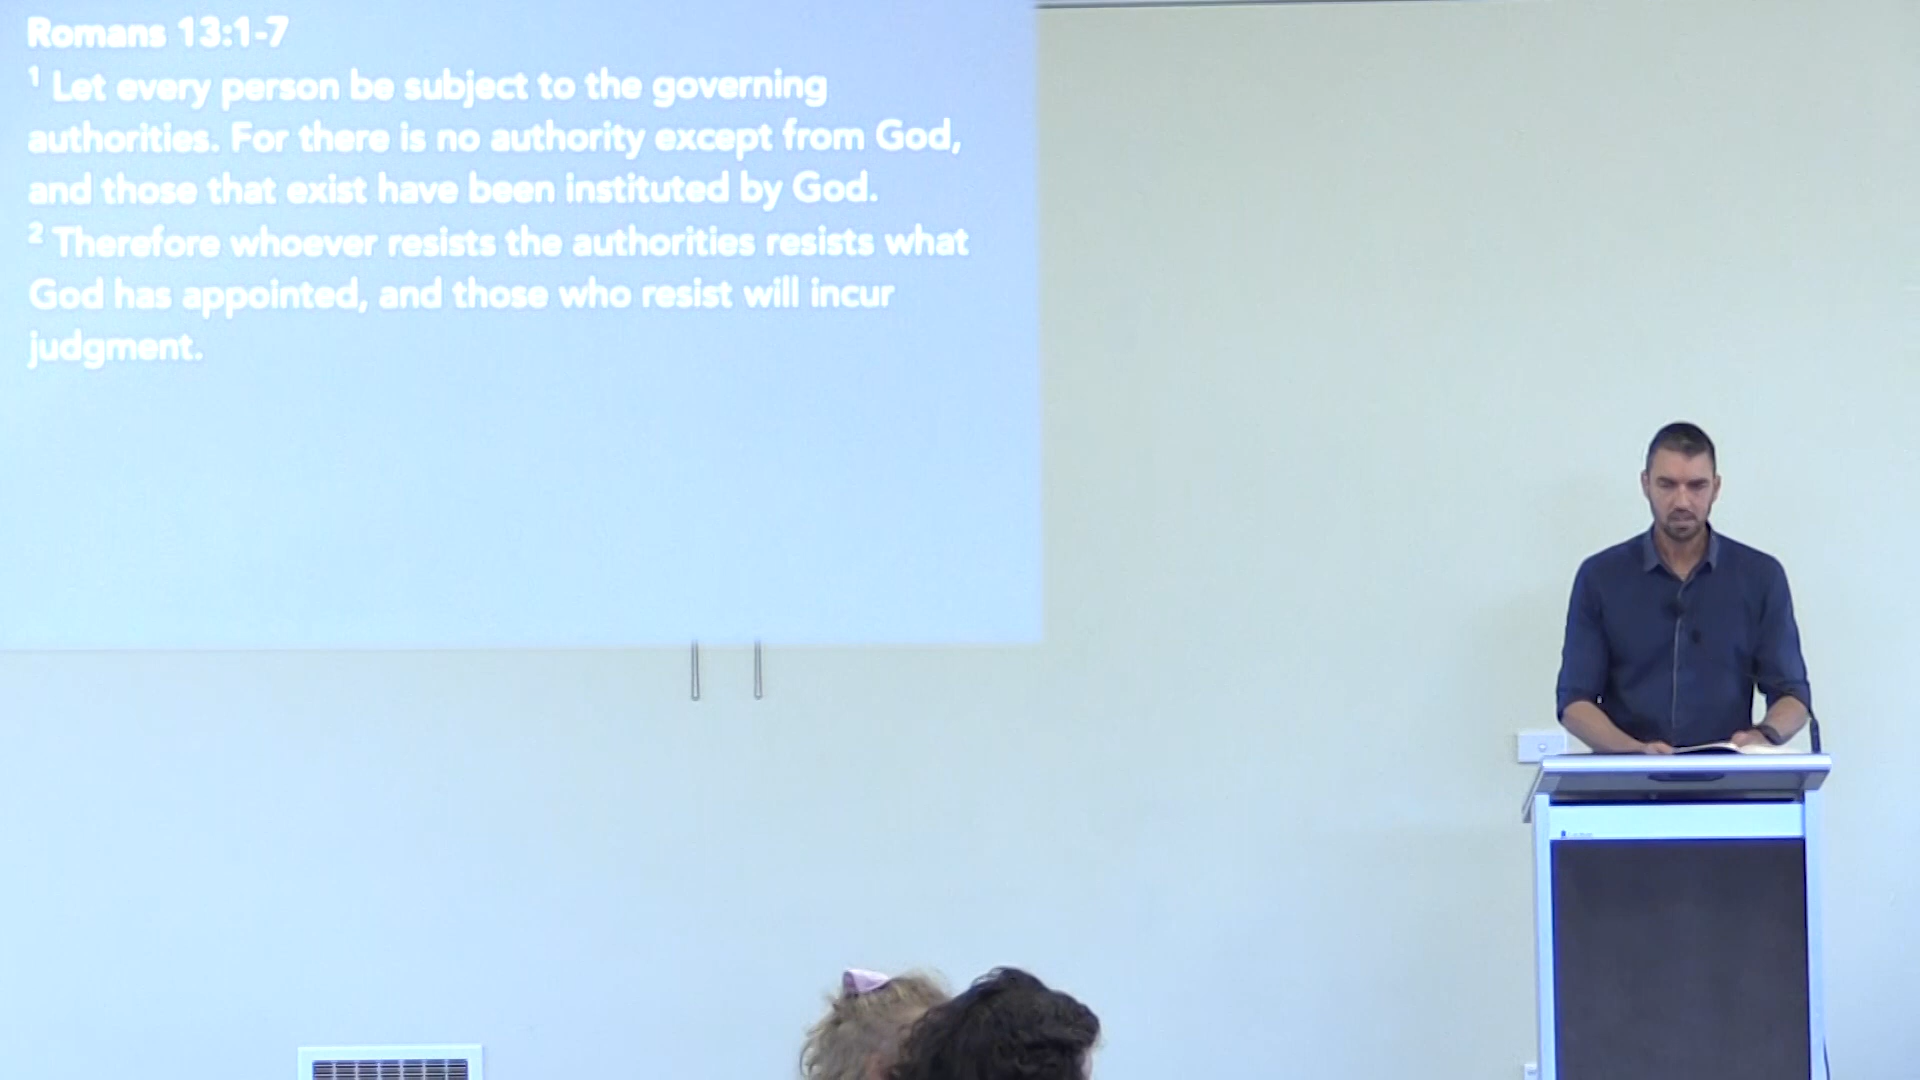 Romans 13:1-7
1 Let every person be subject to the governing
authorities. For there is no authority except from God,
and those that exist have been instituted by God.
2 Therefore whoever resists the authorities resists what
God has appointed, and those who resist will incur
judgment.